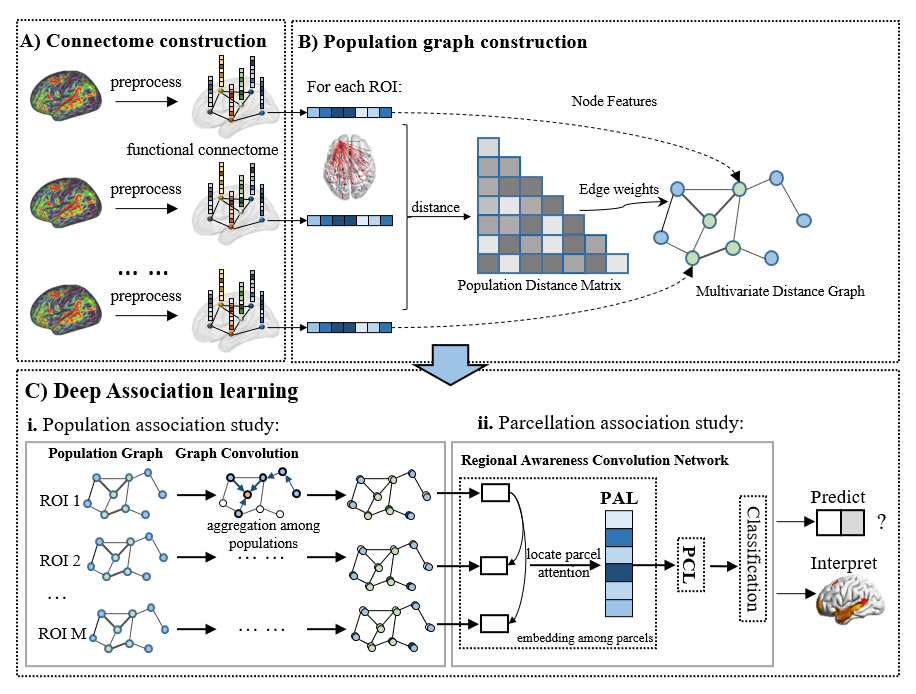 A) Connectome construction
preprocess
functional connectome
preprocess
... ...
preprocess
B) Population graph construction
For each ROI:
distance
Population Distance Matrix
Node Features
Edge weights
Multivariate Distance Graph
C) Deep Association learning
i. Population association study:
Population Graph
Graph Convolution
ROI 1
aggregation among
populations
ROI 2
... ...
...
ROI M
... ...
ii. Parcellation association study:
Regional Awareness Convolution Network
PAL
locate parcel
attention
embedding among parcels
PCL
Classification
Predict
?
Interpret